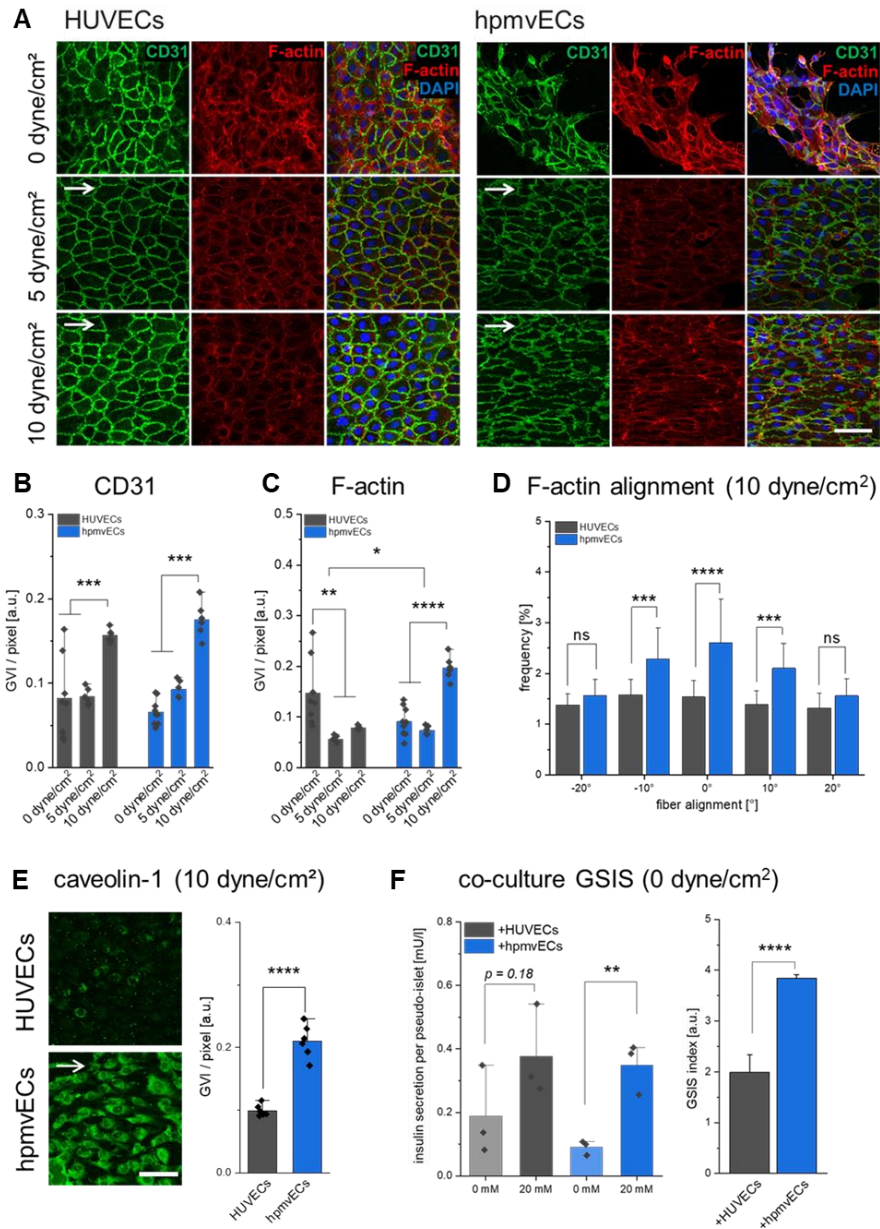 A
HUVECs
hpmvECs
CD31
F-actin
CD31
F-actin
DAPI
CD31
F-actin
CD31
F-actin
DAPI
0 dyne/cm²
5 dyne/cm²
10 dyne/cm²
B
CD31
HUVECs
hpmvECs
***
***
GVI / pixel [a.u.]
0.3
0.2
0.1
0.0
0 dyne/cm²
5 dyne/cm²
10 dyne/cm²
0 dyne/cm²
5 dyne/cm²
10 dyne/cm²
C
F-actin
HUVECs
hpmvECs
*
**
****
GVI / pixel [a.u.]
0.5
0.4
0.3
0.2
0.1
0.0
0 dyne/cm²
5 dyne/cm²
10 dyne/cm²
0 dyne/cm²
5 dyne/cm²
10 dyne/cm²
D
F-actin alignment (10 dyne/cm²)
HUVECs
hpmvECs
ns
***
****
***
ns
frequency [%]
5
4
3
2
1
0
-20°
-10°
0°
10°
20°
fiber alignment [°]
E
caveolin-1 (10 dyne/cm²)
HUVECs
hpmvECs
GVI / pixel [a.u.]
0.4
0.2
0.0
****
HUVECs
hpmvECs
F
co-culture GSIS (0 dyne/cm²)
insulin secretion per pseudo-islet [mU/l]
0.8
0.6
0.4
0.2
0.0
+HUVECs
+hpmvECs
p = 0.18
**
0 mM
20 mM
0 mM
20 mM
GSIS index [a.u.]
5
4
3
2
1
0
****
+HUVECs
+hpmvECs